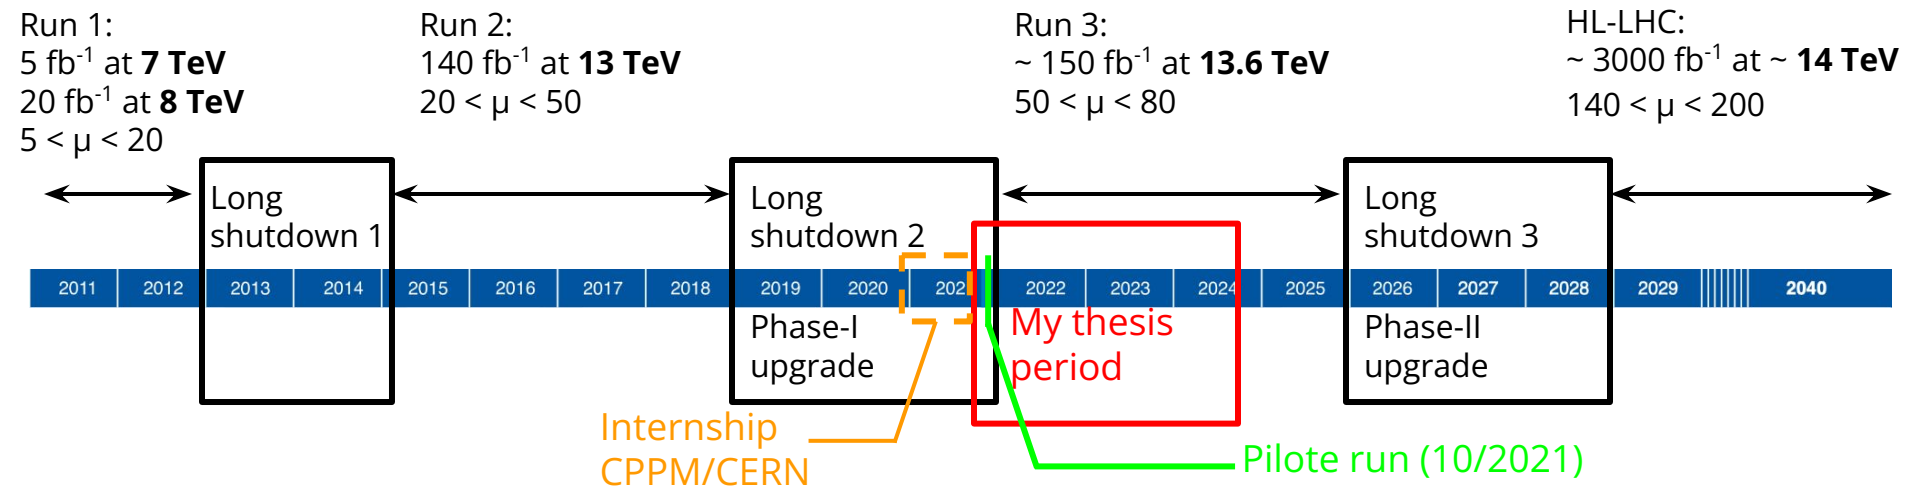 Run 1:
5 fb⁻¹ at 7 TeV
20 fb⁻¹ at 8 TeV
5 < μ < 20
Run 2:
140 fb⁻¹ at 13 TeV
20 < μ < 50
Run 3:
~ 150 fb⁻¹ at 13.6 TeV
50 < μ < 80
HL-LHC:
~ 3000 fb⁻¹ at ~ 14 TeV
140 < μ < 200
Long
shutdown 1
Long
shutdown 2
Long
shutdown 3
2011 2012 2013 2014 2015 2016 2017 2018 2019 2020 2021 2022 2023 2024 2025 2026 2027 2028 2029 2040
Phase-I
upgrade
My thesis
period
Phase-II
upgrade
Internship
CPPM/CERN
Pilote run (10/2021)